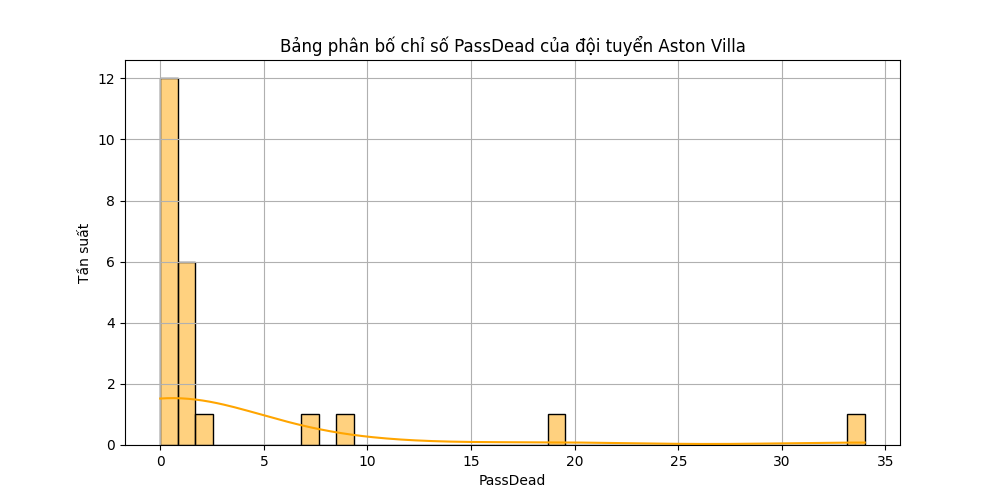 Bảng phân bố chỉ số PassDead của đội tuyển Aston Villa
12
10
8
6
4
2
0
Tần suất
0 5 10 15 20 25 30 35
PassDead